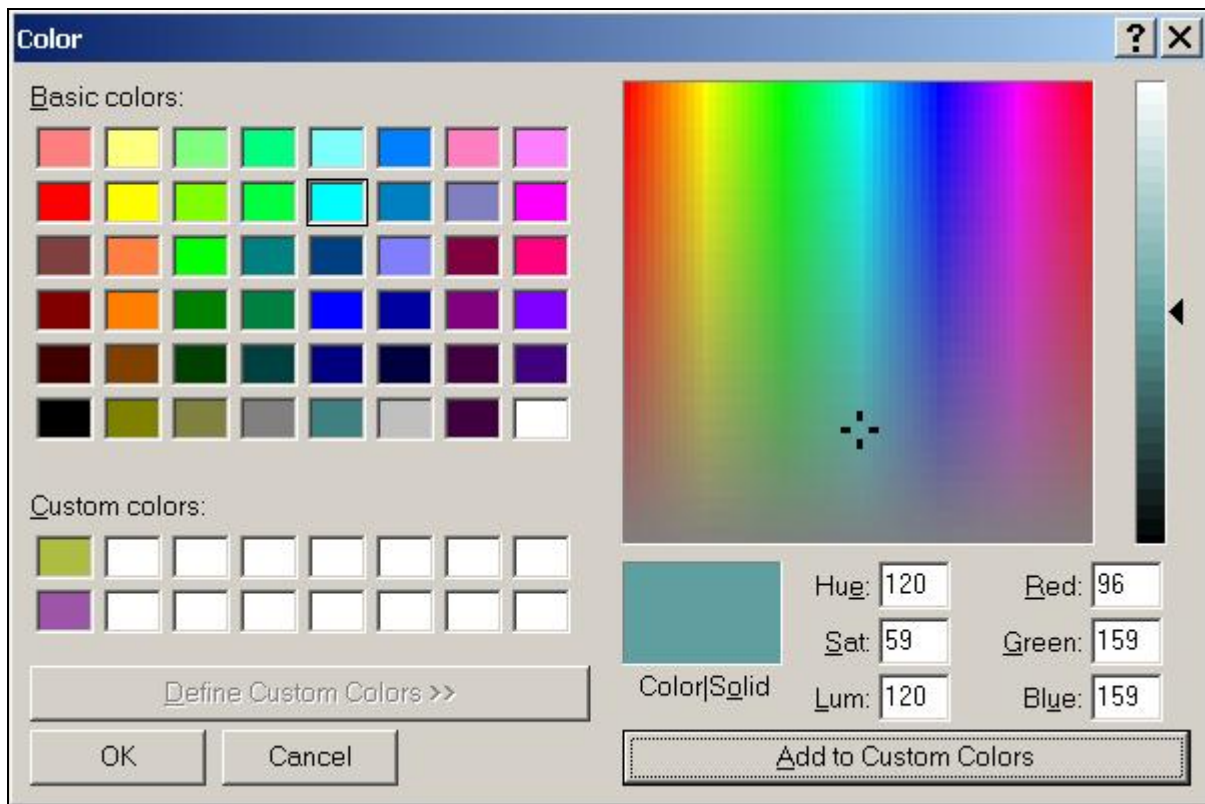 Color
Basic colors:
Custom colors:
Define Custom Colors >>
OK Cancel
Color|Solid
Hue: 120 Red: 96
Sat: 59 Green: 159
Lum: 120 Blue: 159
Add to Custom Colors